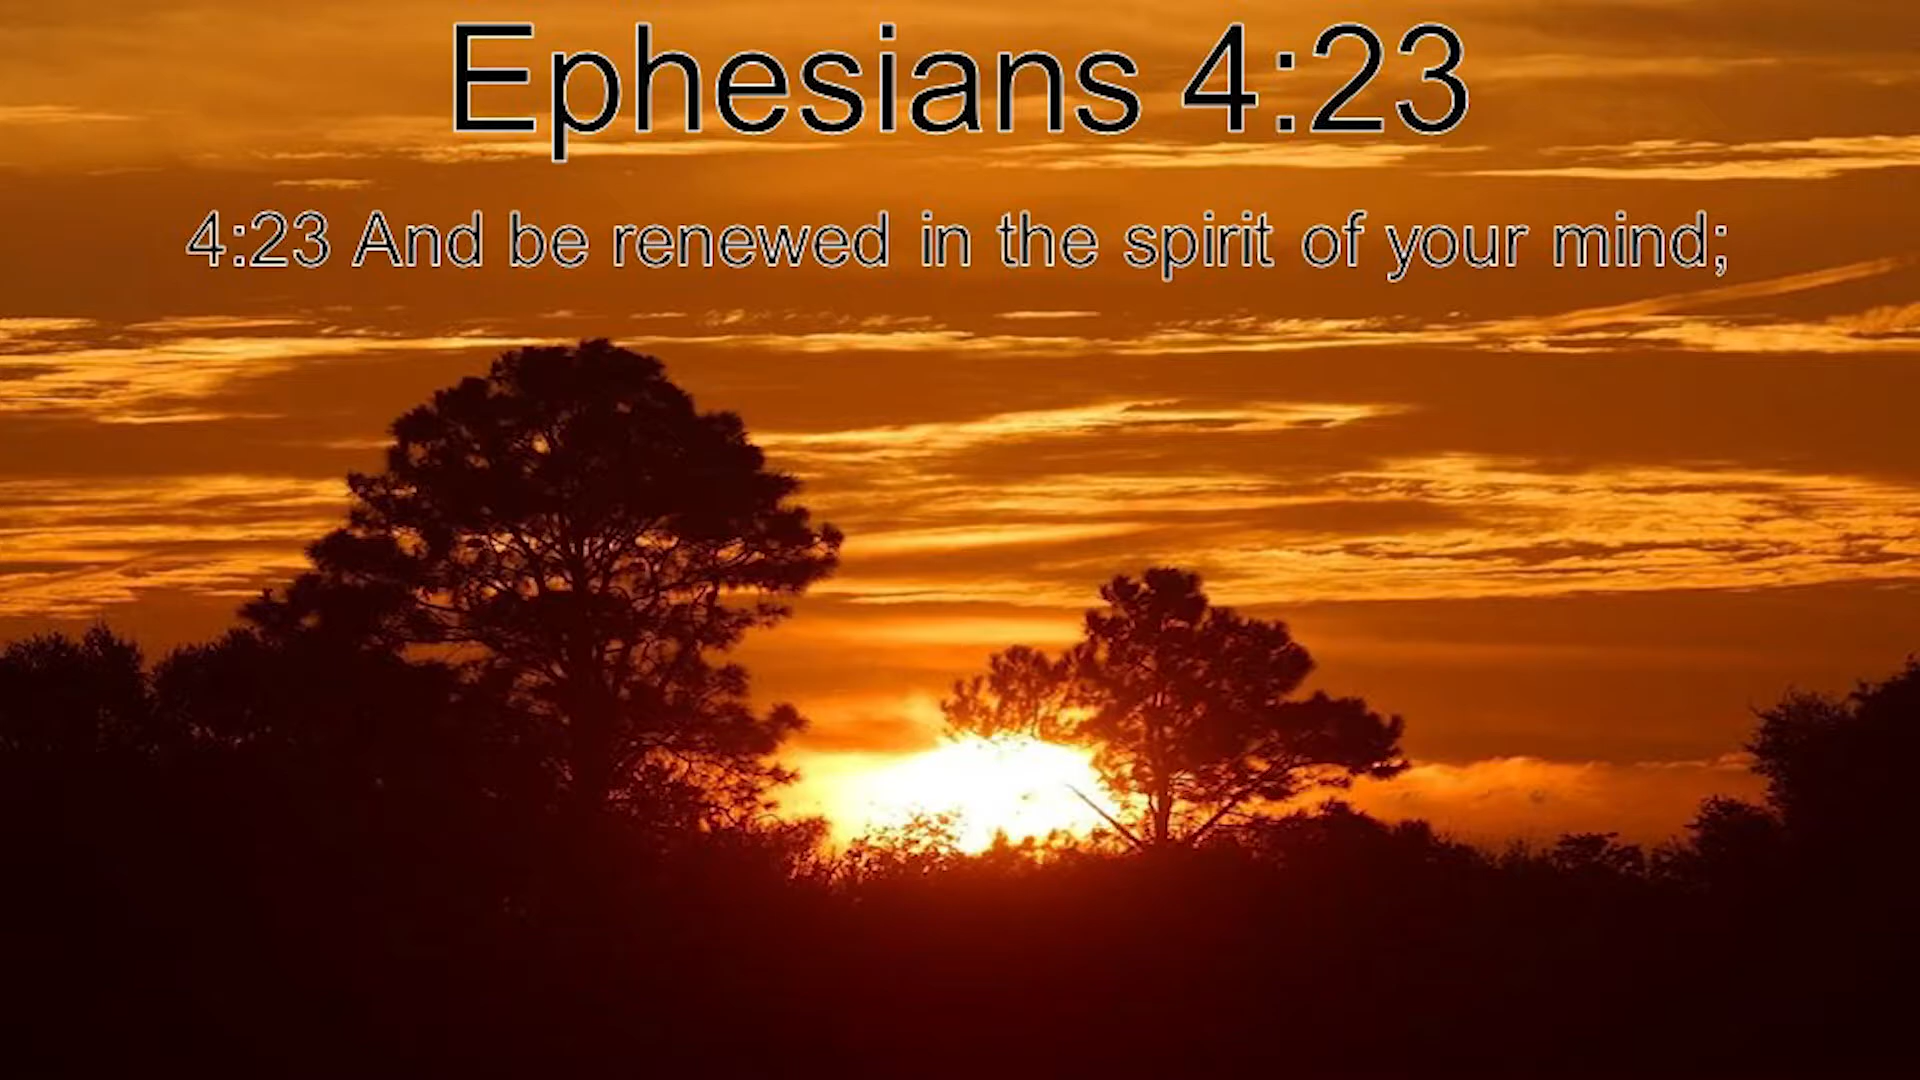 Ephesians 4:23
4:23 And be renewed in the spirit of your mind;